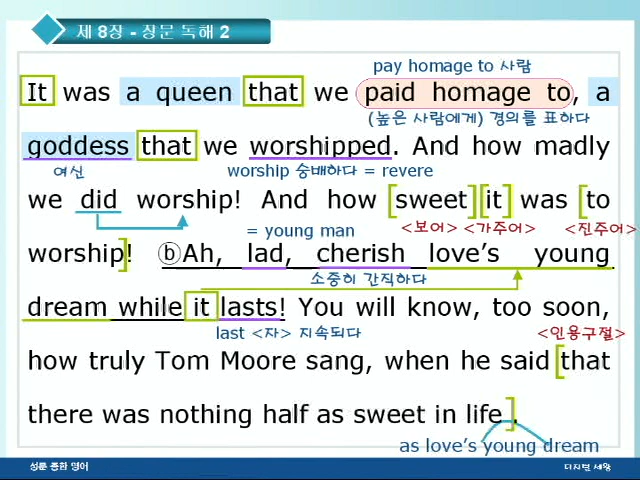 제 8장 - 장문 독해 2
pay homage to 사람
It was a queen that we paid homage to, a
(높은 사람에게) 경의를 표하다
goddess that we worshipped. And how madly
여신 worship 숭배하다 = revere
we did worship! And how [sweet][it] was [to
= young man <보어> <가주어> <진주어>
worship]! ⓑAh, lad, cherish love's young
소중히 간직하다
dream while it lasts! You will know, too soon,
last <자> 지속되다 <인용구절>
how truly Tom Moore sang, when he said [that
there was nothing half as sweet in life].
as love's young dream
성문 종합 영어 디지털 세왕